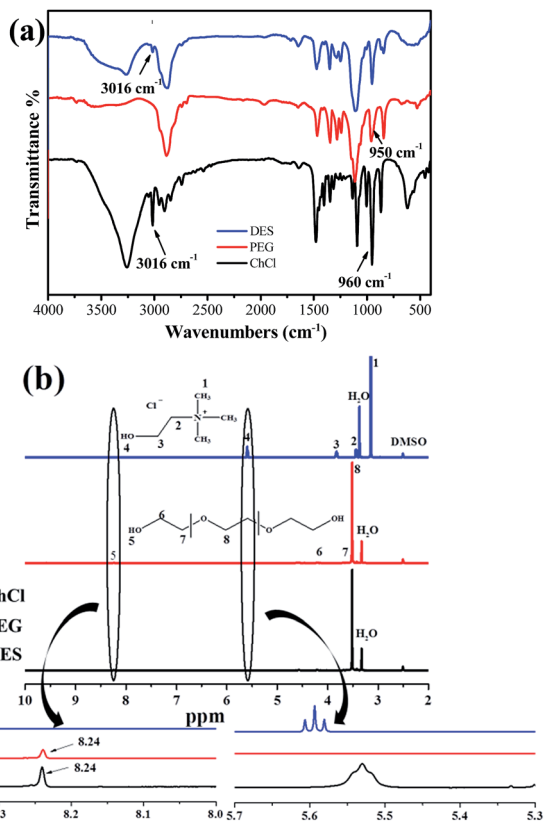 (a)
Transmittance %
3016 cm-1
950 cm-1
DES
PEG
ChCl
3016 cm-1
960 cm-1
4000 3500 3000 2500 2000 1500 1000 500
Wavenumbers (cm-1)
(b)
1
1
Cl− CH3
H2O
N+ CH3
2
HO CH3
4 3
4 3 2 DMSO
8
6 OH
HO O O
5 7 8
H2O
5 6 7
hCl
EG
ES
H2O
10 9 8 7 6 5 4 3 2
ppm
8.24
8.24
3 8.2 8.1 8.0 5.7 5.6 5.5 5.4 5.3